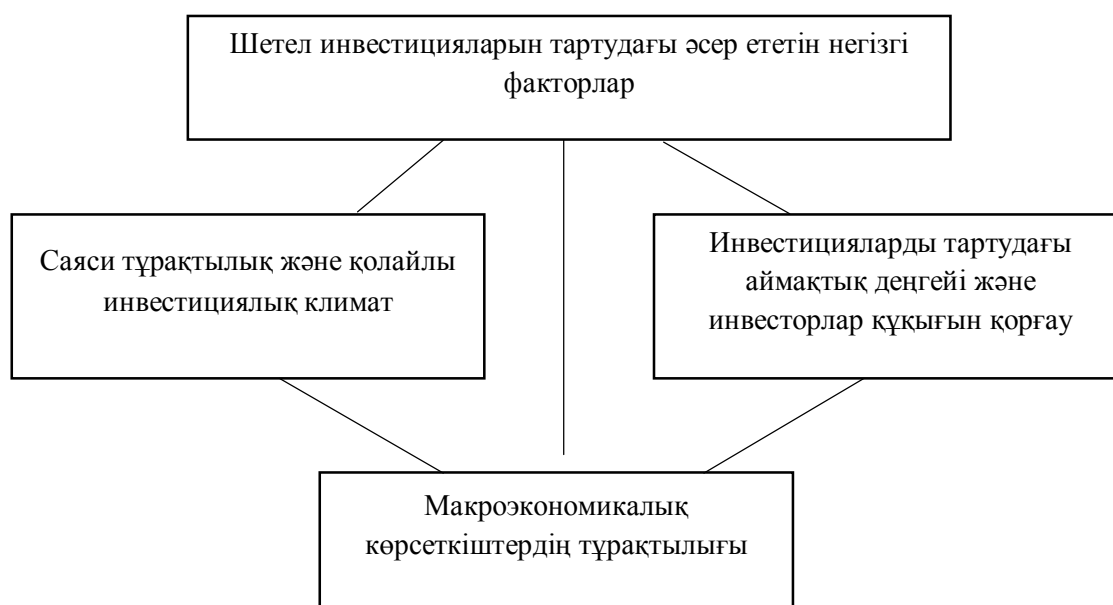 Шетел инвестицияларын тартудағы әсер ететін негізгі
факторлар
Саяси тұрақтылық және қолайлы
инвестициялық климат
Инвестицияларды тартудағы
аймақтық деңгейі және
инвесторлар құқығын қорғау
Макроэкономикалық
көрсеткіштердің тұрақтылығы